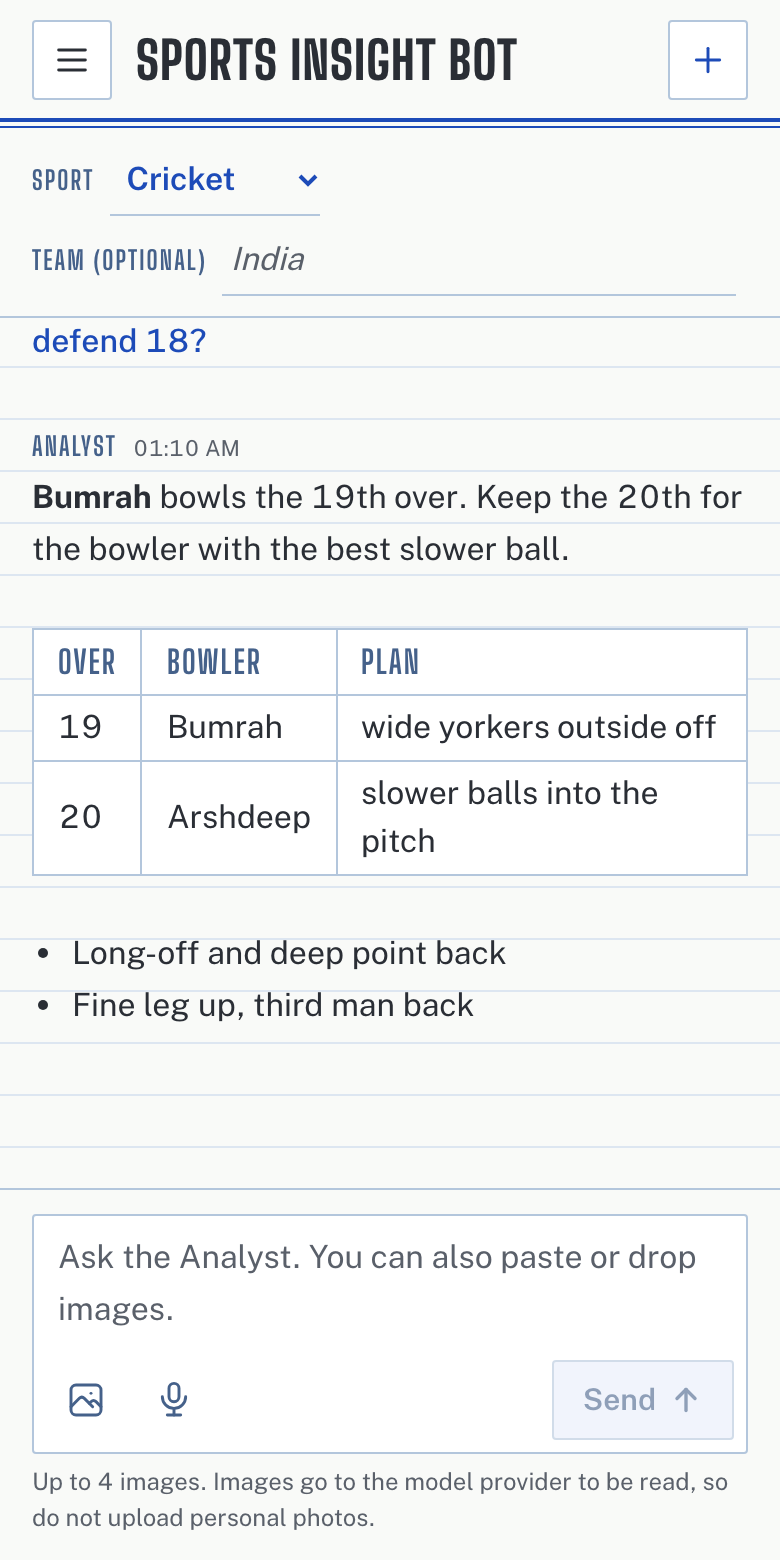 SPORTS INSIGHT BOT
SPORT Cricket
TEAM (OPTIONAL) India
defend 18?
ANALYST 01:10 AM
Bumrah bowls the 19th over. Keep the 20th for
the bowler with the best slower ball.
OVER BOWLER PLAN
19 Bumrah wide yorkers outside off
20 Arshdeep slower balls into the
pitch
• Long-off and deep point back
• Fine leg up, third man back
Ask the Analyst. You can also paste or drop
images.
Send
Up to 4 images. Images go to the model provider to be read, so
do not upload personal photos.